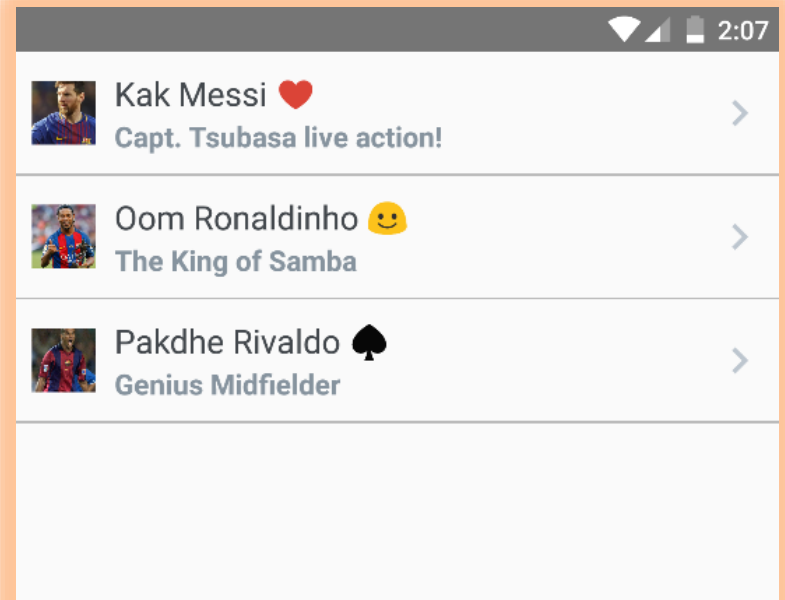 2:07
Kak Messi ❤
Capt. Tsubasa live action!
Oom Ronaldinho 🙂
The King of Samba
Pakdhe Rivaldo ♠
Genius Midfielder